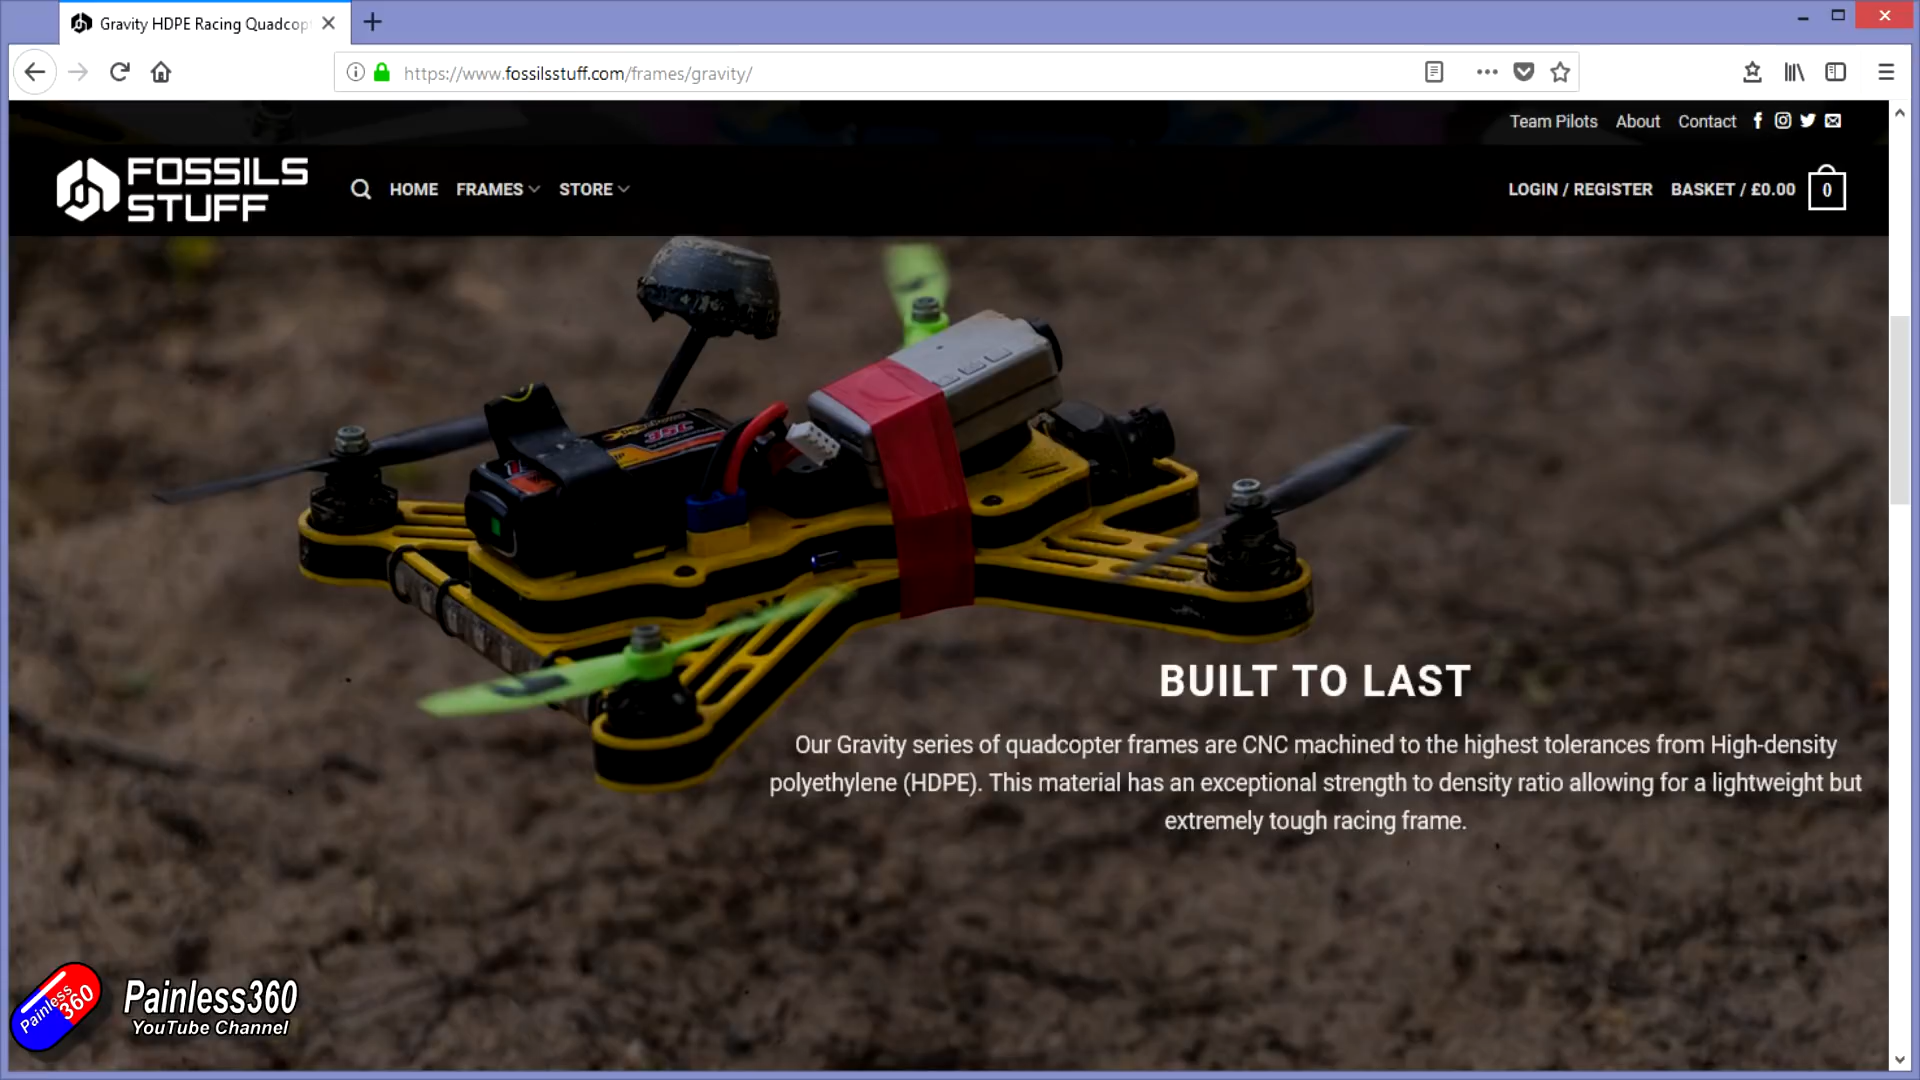 Gravity HDPE Racing Quadcop
https://www.fossilsstuff.com/frames/gravity/
Team Pilots About Contact
FOSSILS
STUFF
HOME FRAMES STORE
LOGIN / REGISTER BASKET / £0.00 0
35C
BUILT TO LAST
Our Gravity series of quadcopter frames are CNC machined to the highest tolerances from High-density
polyethylene (HDPE). This material has an exceptional strength to density ratio allowing for a lightweight but
extremely tough racing frame.
Painless
360
Painless360
YouTube Channel